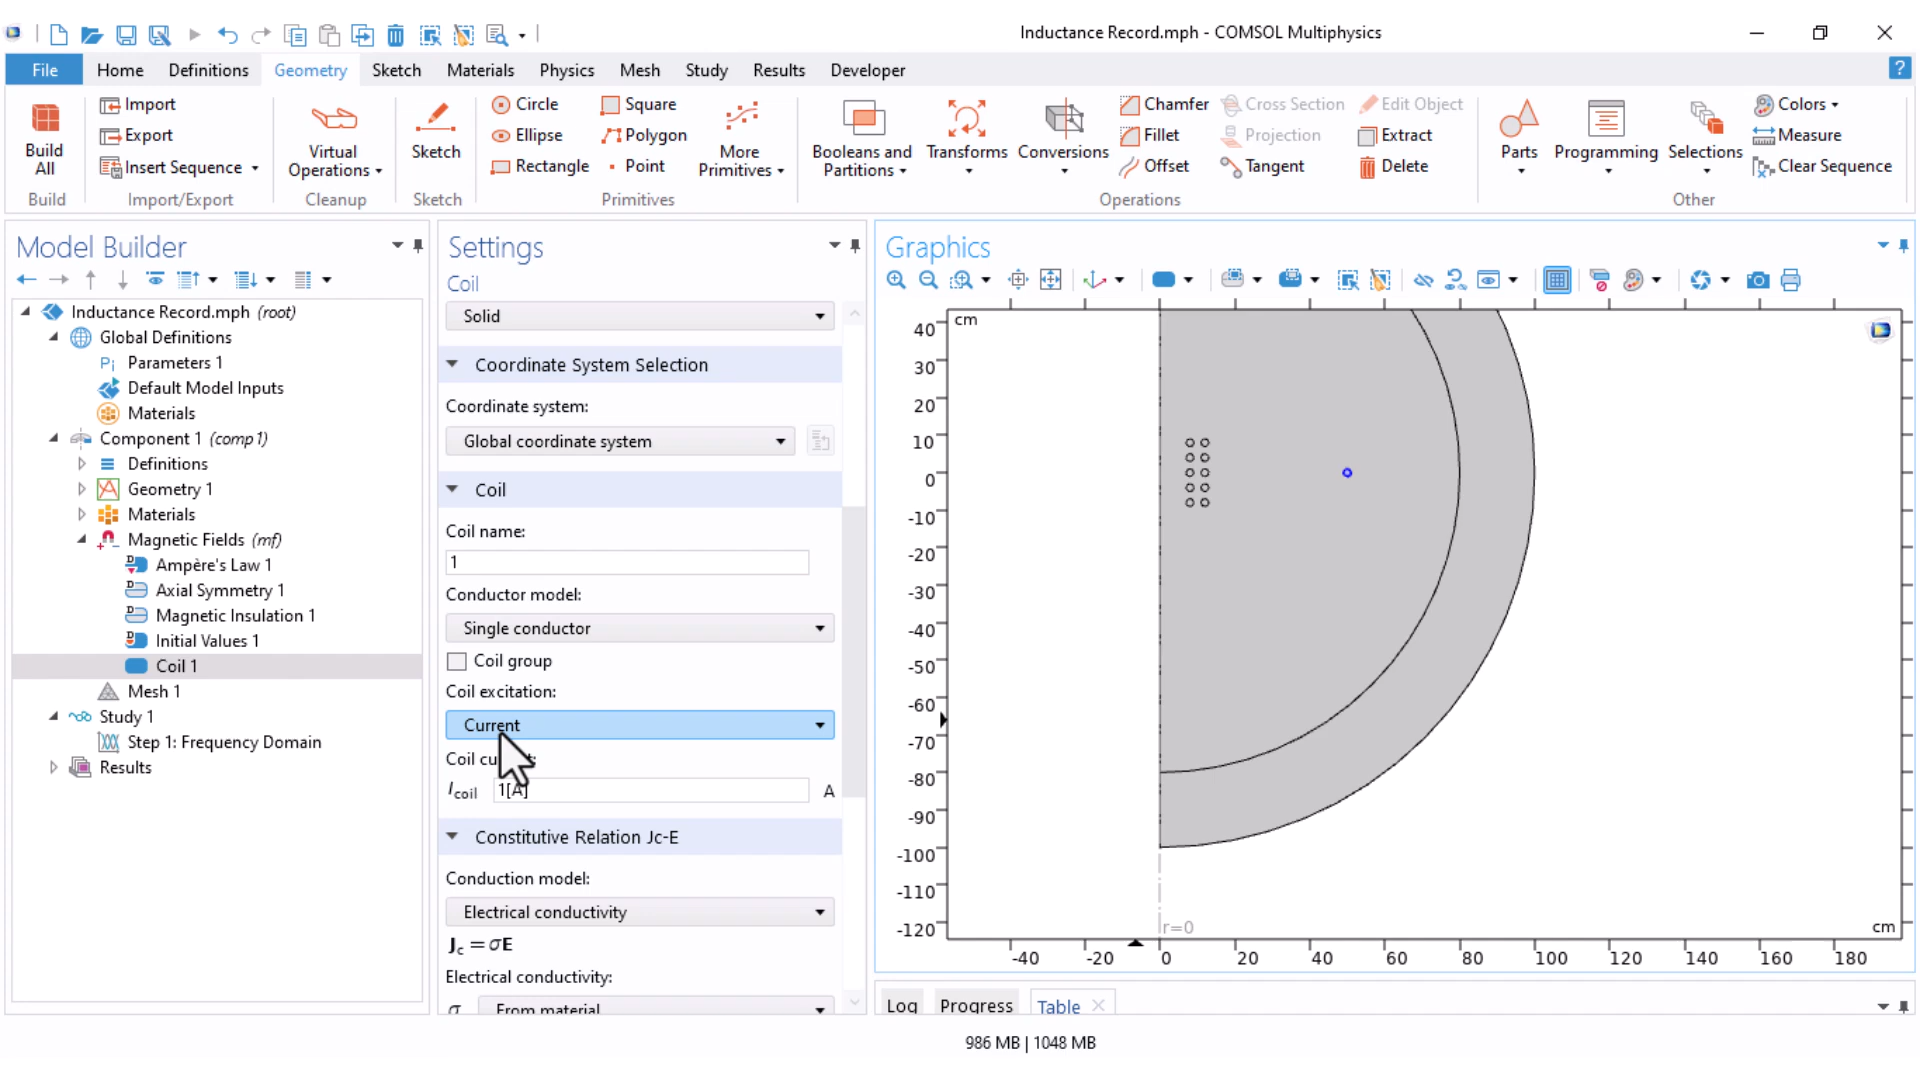 Inductance Record.mph - COMSOL Multiphysics
File Home Definitions Geometry Sketch Materials Physics Mesh Study Results Developer ?
Build All
Build
Import
Export
Insert Sequence
Import/Export
Virtual Operations
Cleanup
Sketch
Sketch
Circle
Ellipse
Rectangle
Square
Polygon
Point
More Primitives
Primitives
Booleans and Partitions
Transforms
Conversions
Chamfer
Fillet
Offset
Cross Section
Projection
Tangent
Edit Object
Extract
Delete
Operations
Parts
Programming
Selections
Colors
Measure
Clear Sequence
Other
Model Builder
Inductance Record.mph (root)
Global Definitions
Pi Parameters 1
Default Model Inputs
Materials
Component 1 (comp1)
Definitions
Geometry 1
Materials
Magnetic Fields (mf)
D Ampère's Law 1
D Axial Symmetry 1
D Magnetic Insulation 1
D Initial Values 1
Coil 1
Mesh 1
Study 1
Step 1: Frequency Domain
Results
Settings
Coil
Solid
Coordinate System Selection
Coordinate system:
Global coordinate system
Coil
Coil name:
1
Conductor model:
Single conductor
Coil group
Coil excitation:
Current
Coil cu
Icoil 1[A] A
Constitutive Relation Jc-E
Conduction model:
Electrical conductivity
Jc = σE
Electrical conductivity:
σ From material
Graphics
cm
40
30
20
10
0
-10
-20
-30
-40
-50
-60
-70
-80
-90
-100
-110
-120
r=0
cm
-40 -20 0 20 40 60 80 100 120 140 160 180
Log Progress Table
986 MB | 1048 MB